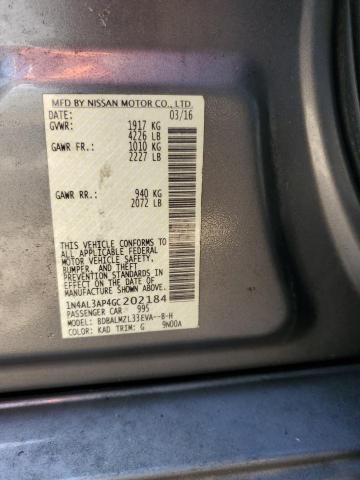 MFD BY NISSAN MOTOR CO., LTD.
DATE: 03/16
GVWR: 1917 KG
4226 LB
GAWR FR.: 1010 KG
2227 LB
GAWR RR.: 940 KG
2072 LB
THIS VEHICLE CONFORMS TO
ALL APPLICABLE FEDERAL
MOTOR VEHICLE SAFETY,
BUMPER, AND THEFT
PREVENTION STANDARDS IN
EFFECT ON THE DATE OF
MANUFACTURE SHOWN ABOVE.
1N4AL3AP4GC202184
PASSENGER CAR 995
MODEL: BDBALMZL33EVA--B-H
COLOR: KAD TRIM: G 9N00A